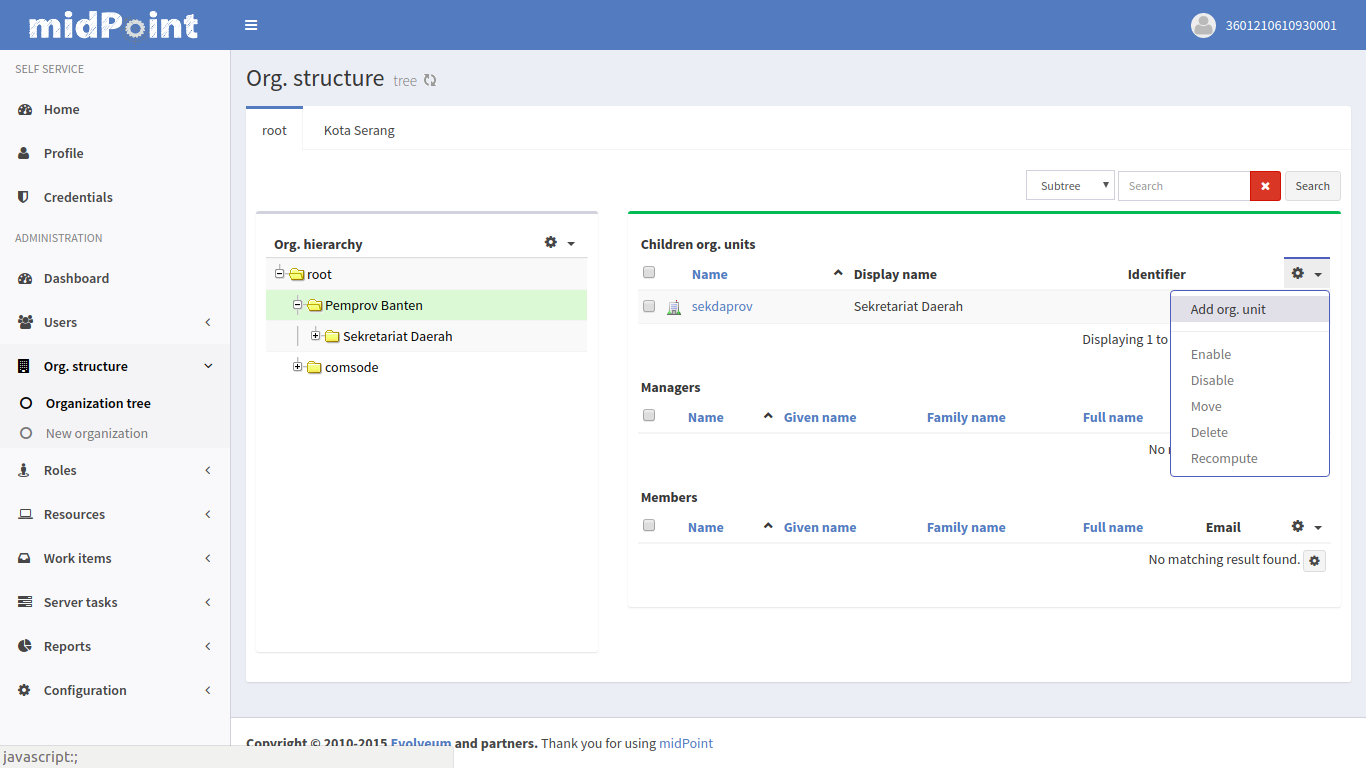 midPoint
3601210610930001
SELF SERVICE
Home
Profile
Credentials
ADMINISTRATION
Dashboard
Users
Org. structure
Organization tree
New organization
Roles
Resources
Work items
Server tasks
Reports
Configuration
Org. structure tree
root Kota Serang
Subtree Search Search
Org. hierarchy
root
Pemprov Banten
Sekretariat Daerah
comsode
Children org. units
Name Display name Identifier
sekdaprov Sekretariat Daerah
Displaying 1 to
Add org. unit
Enable
Disable
Move
Delete
Recompute
Managers
Name Given name Family name Full name
No
Members
Name Given name Family name Full name Email
No matching result found.
Copyright © 2010-2015 Evolveum and partners. Thank you for using midPoint
javascript:;